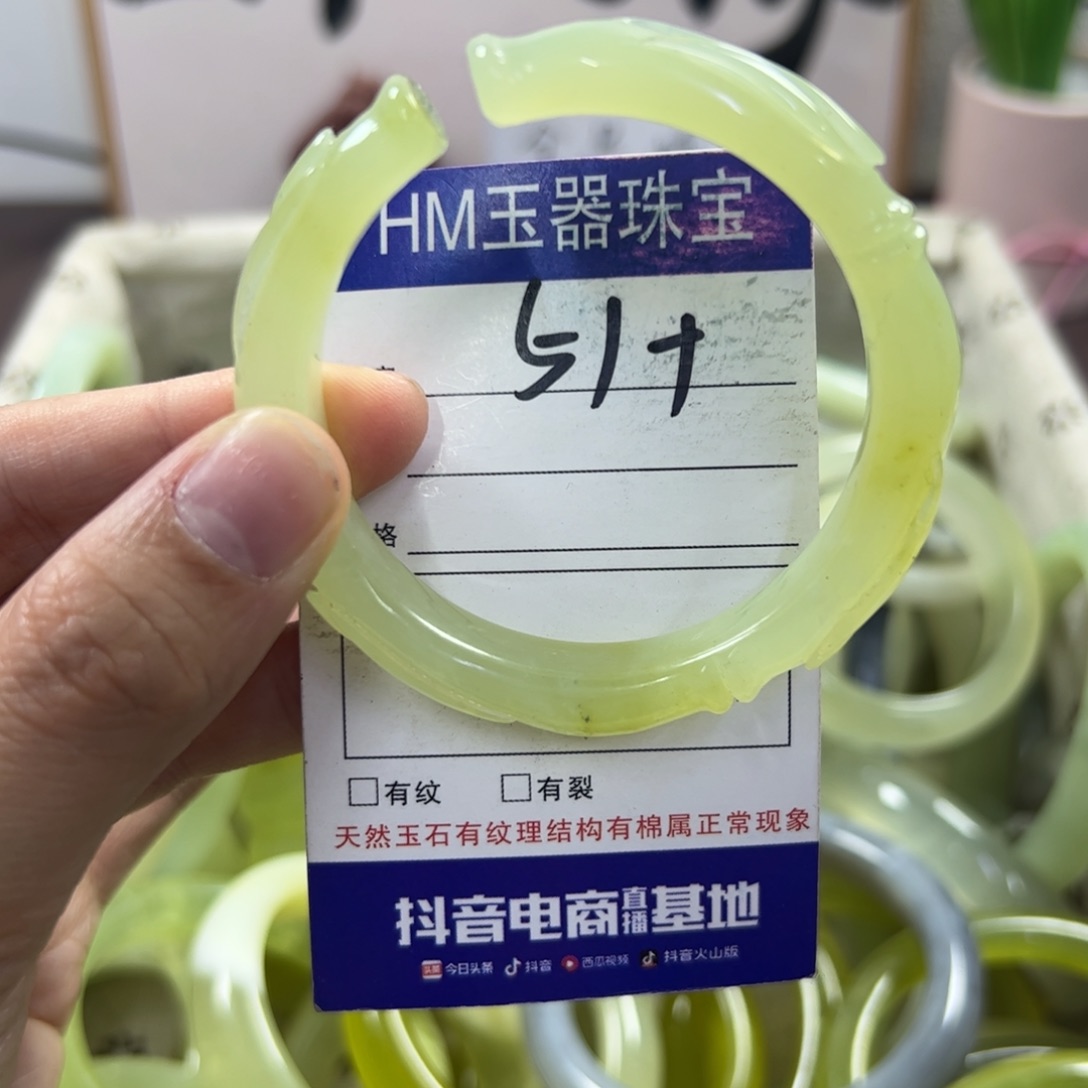 HM玉器珠宝
51+
格
有纹 有裂
天然玉石有纹理结构有棉属正常现象
抖音电商直播基地
头条 今日头条 抖音 西瓜视频 抖音火山版